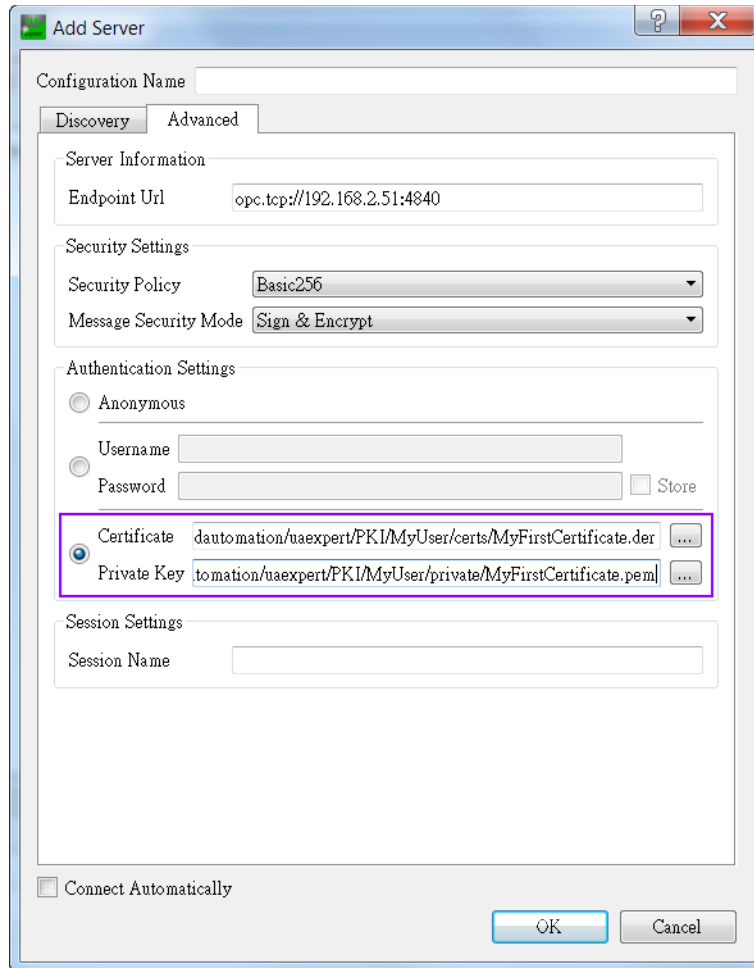 Add Server
Configuration Name
Discovery Advanced
Server Information
Endpoint Url opc.tcp://192.168.2.51:4840
Security Settings
Security Policy Basic256
Message Security Mode Sign & Encrypt
Authentication Settings
Anonymous
Username
Password Store
Certificate dautomation/uaexpert/PKI/MyUser/certs/MyFirstCertificate.der ...
Private Key .tomation/uaexpert/PKI/MyUser/private/MyFirstCertificate.pem ...
Session Settings
Session Name
Connect Automatically
OK Cancel